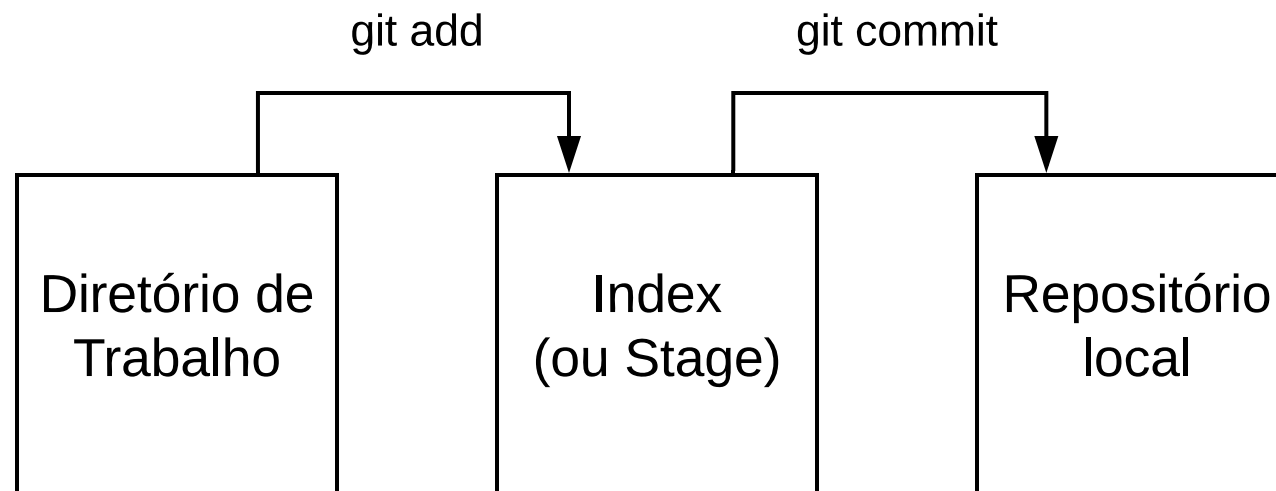 git add
git commit
Diretório de
Trabalho
Index
(ou Stage)
Repositório
local